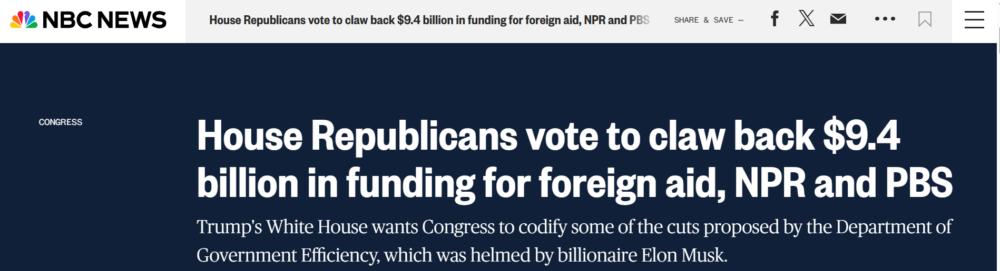 NBC NEWS
House Republicans vote to claw back $9.4 billion in funding for foreign aid, NPR and PBS
SHARE & SAVE —
CONGRESS
House Republicans vote to claw back $9.4
billion in funding for foreign aid, NPR and PBS
Trump's White House wants Congress to codify some of the cuts proposed by the Department of
Government Efficiency, which was helmed by billionaire Elon Musk.